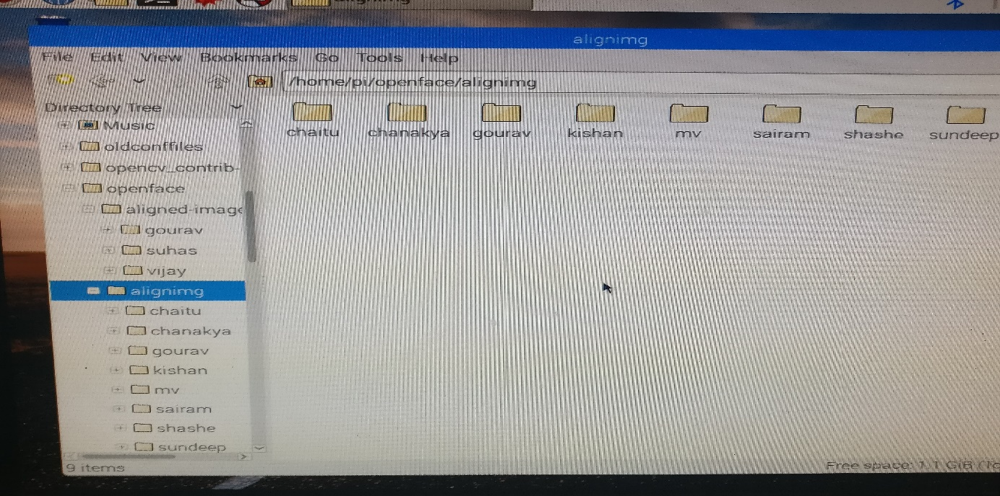 alignimg
File Edit View Bookmarks Go Tools Help
/home/pi/openface/alignimg
Directory Tree
chaitu chanakya gourav kishan mv sairam shashe sundeep
Music
oldconffiles
opencv_contrib-
openface
aligned-image
gourav
suhas
vijay
alignimg
chaitu
chanakya
gourav
kishan
mv
sairam
shashe
sundeep
9 items
Free space: 1.1 GiB (To